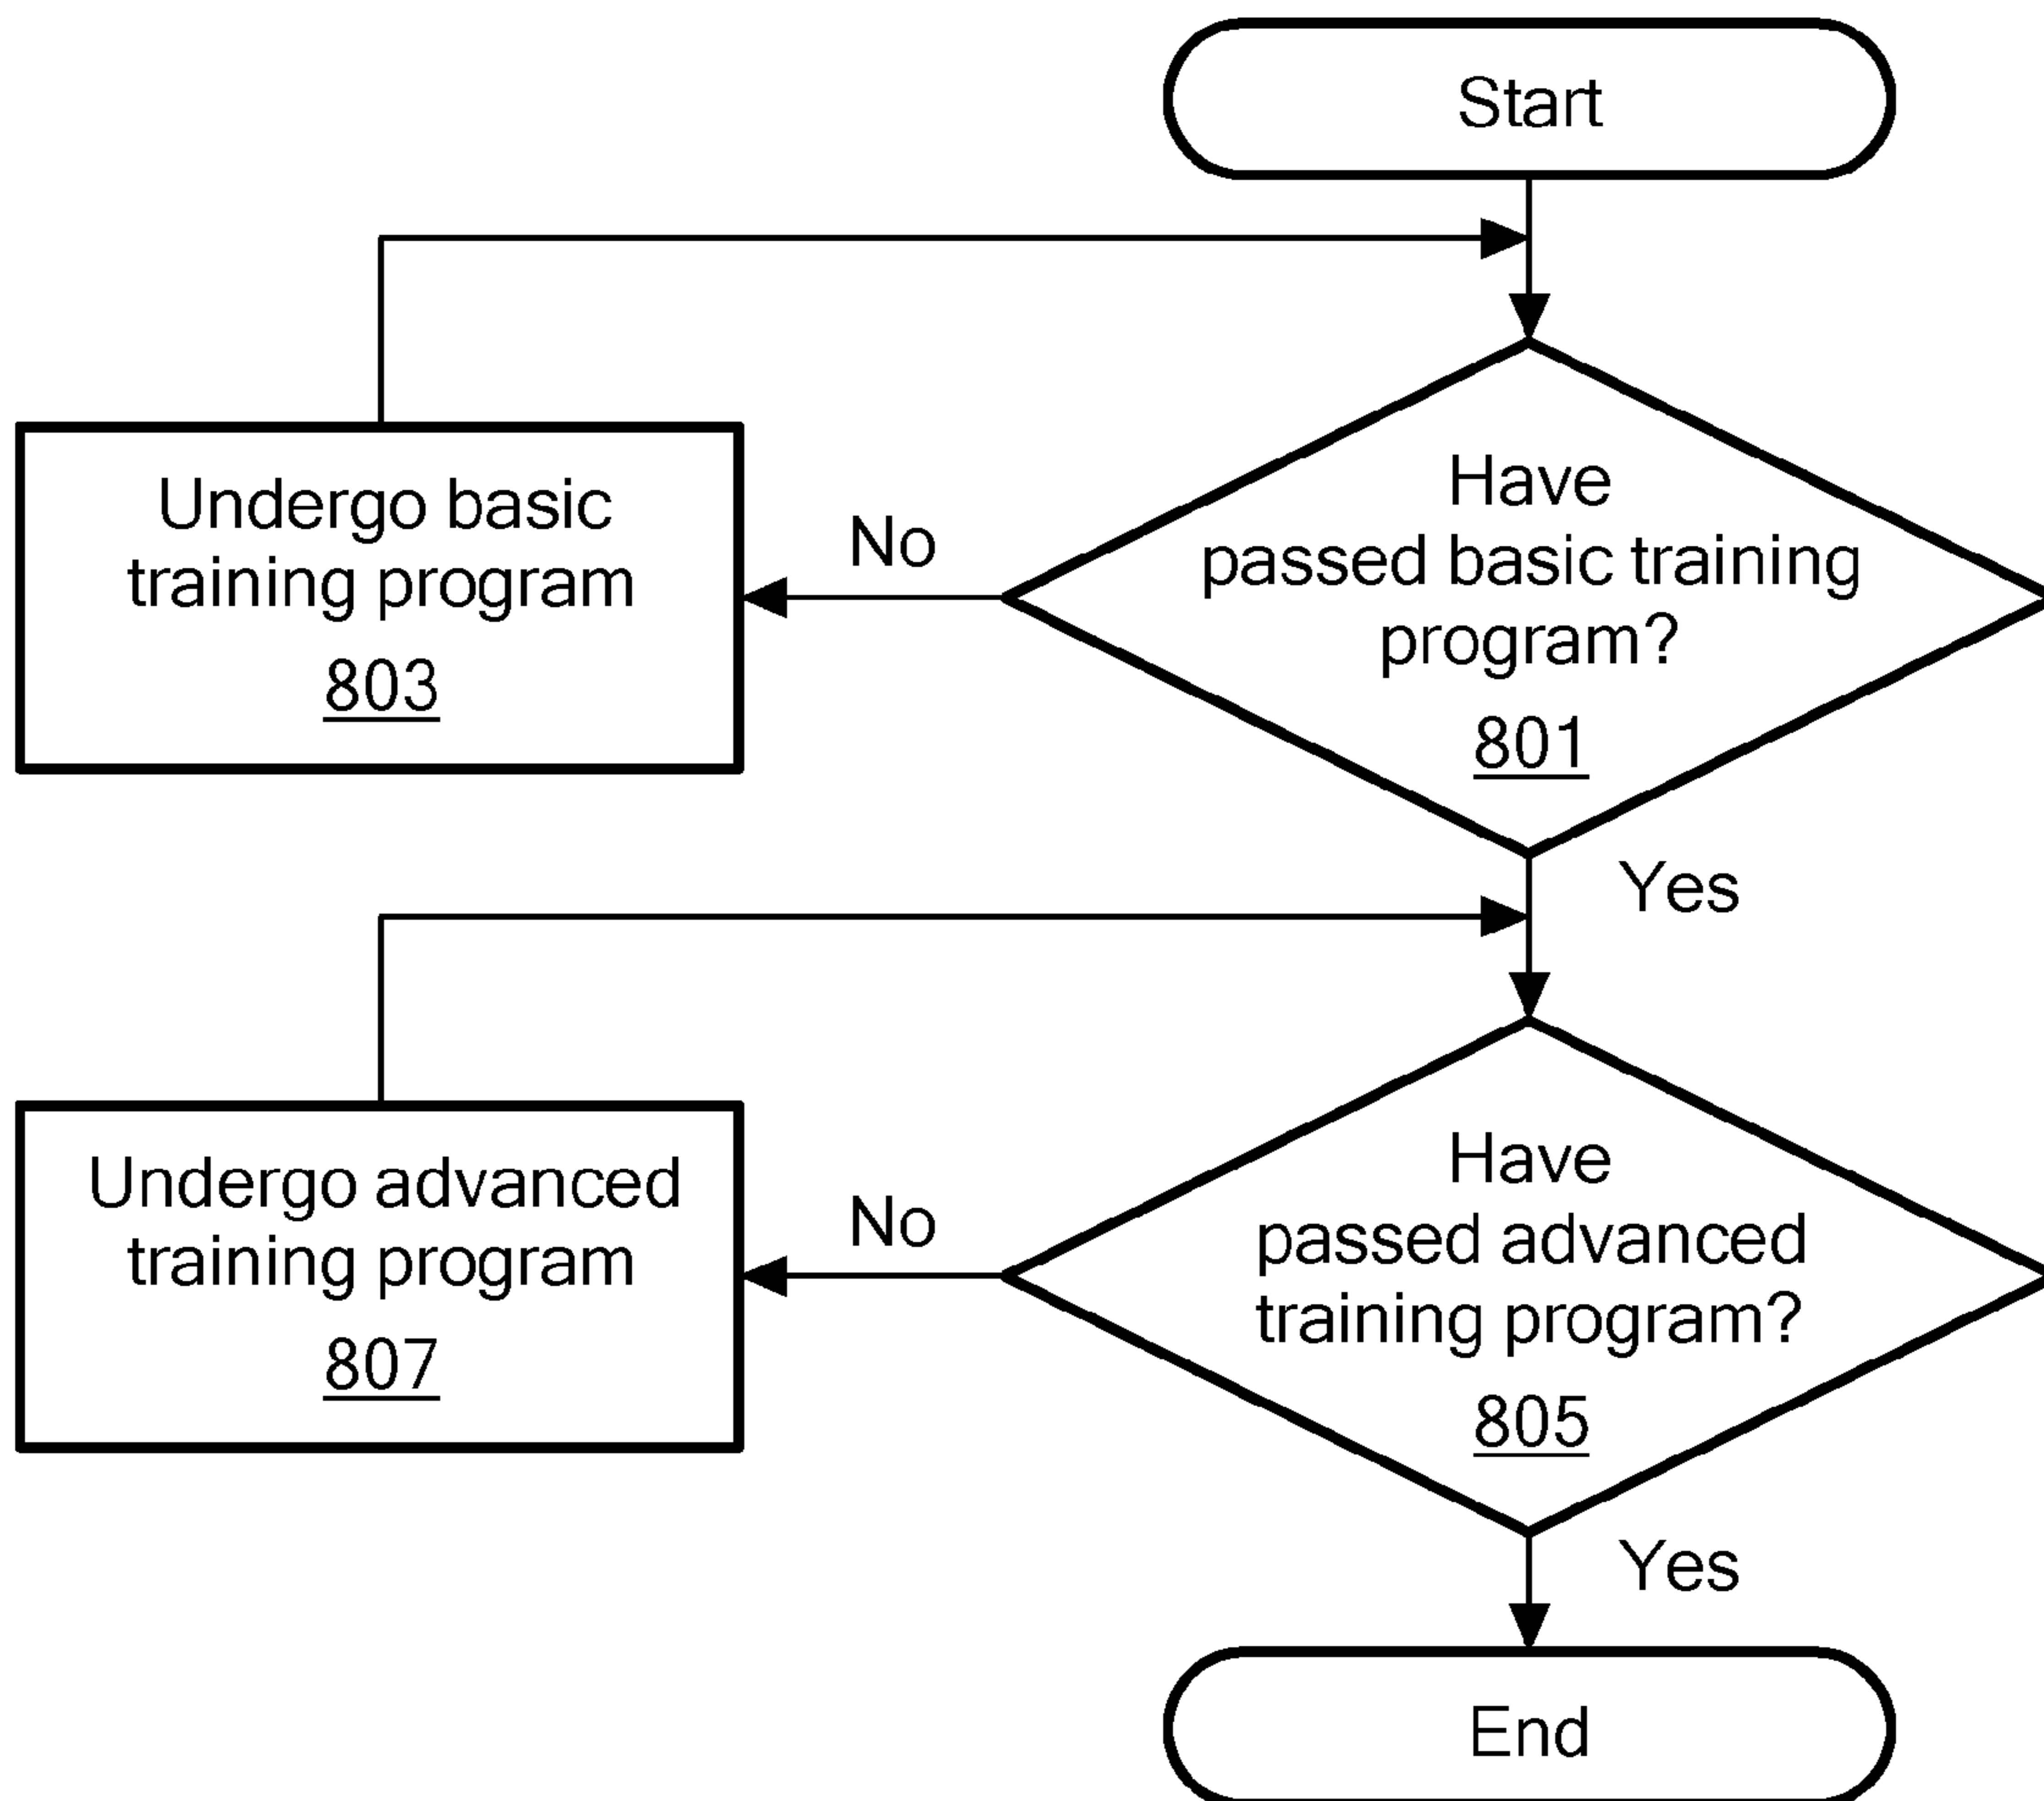 Start
Have
passed basic training
program?
801
No
Undergo basic
training program
803
Yes
Have
passed advanced
training program?
805
No
Undergo advanced
training program
807
Yes
End